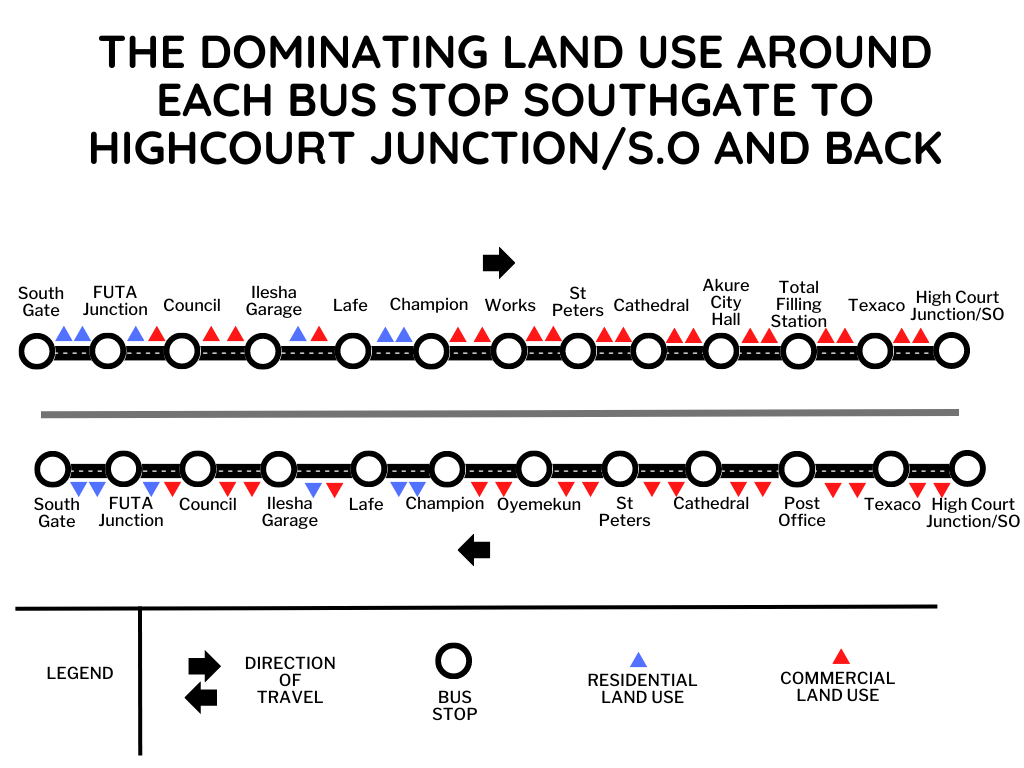 THE DOMINATING LAND USE AROUND
EACH BUS STOP SOUTHGATE TO
HIGHCOURT JUNCTION/S.O AND BACK
South
Gate
FUTA
Junction
Council
Ilesha
Garage
Lafe
Champion
Works
St
Peters
Cathedral
Akure
City
Hall
Total
Filling
Station
Texaco
High Court
Junction/SO
South
Gate
FUTA
Junction
Council
Ilesha
Garage
Lafe
Champion
Oyemekun
St
Peters
Cathedral
Post
Office
Texaco
High Court
Junction/SO
LEGEND
DIRECTION
OF
TRAVEL
BUS
STOP
RESIDENTIAL
LAND USE
COMMERCIAL
LAND USE